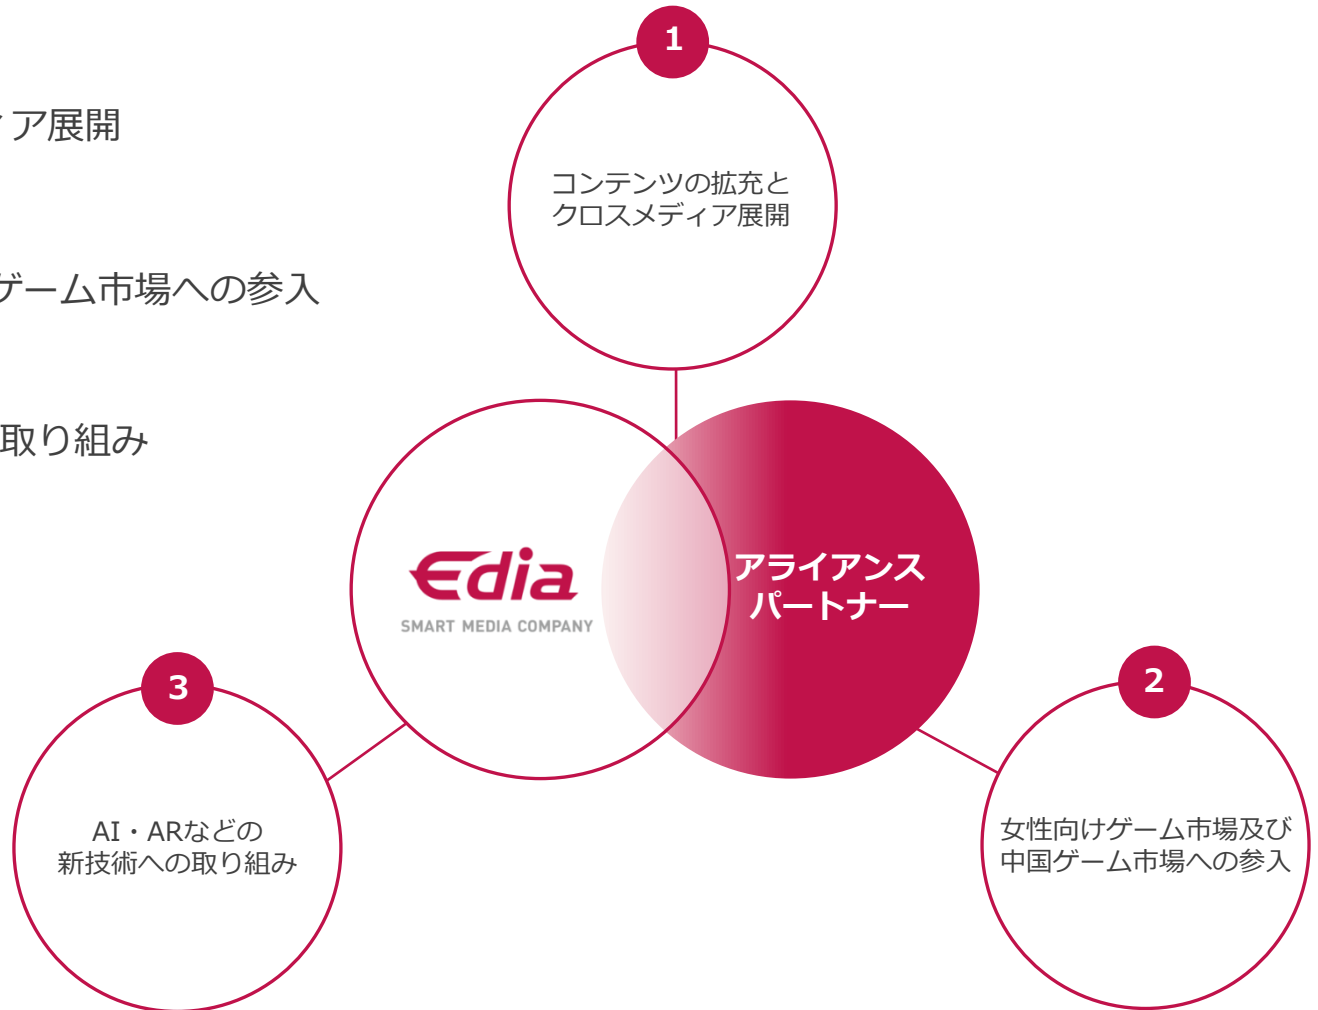 ィア展開
ゲーム市場への参入
取り組み
1
コンテンツの拡充と
クロスメディア展開
Edia
SMART MEDIA COMPANY
アライアンス
パートナー
3
AI・ARなどの
新技術への取り組み
2
女性向けゲーム市場及び
中国ゲーム市場への参入